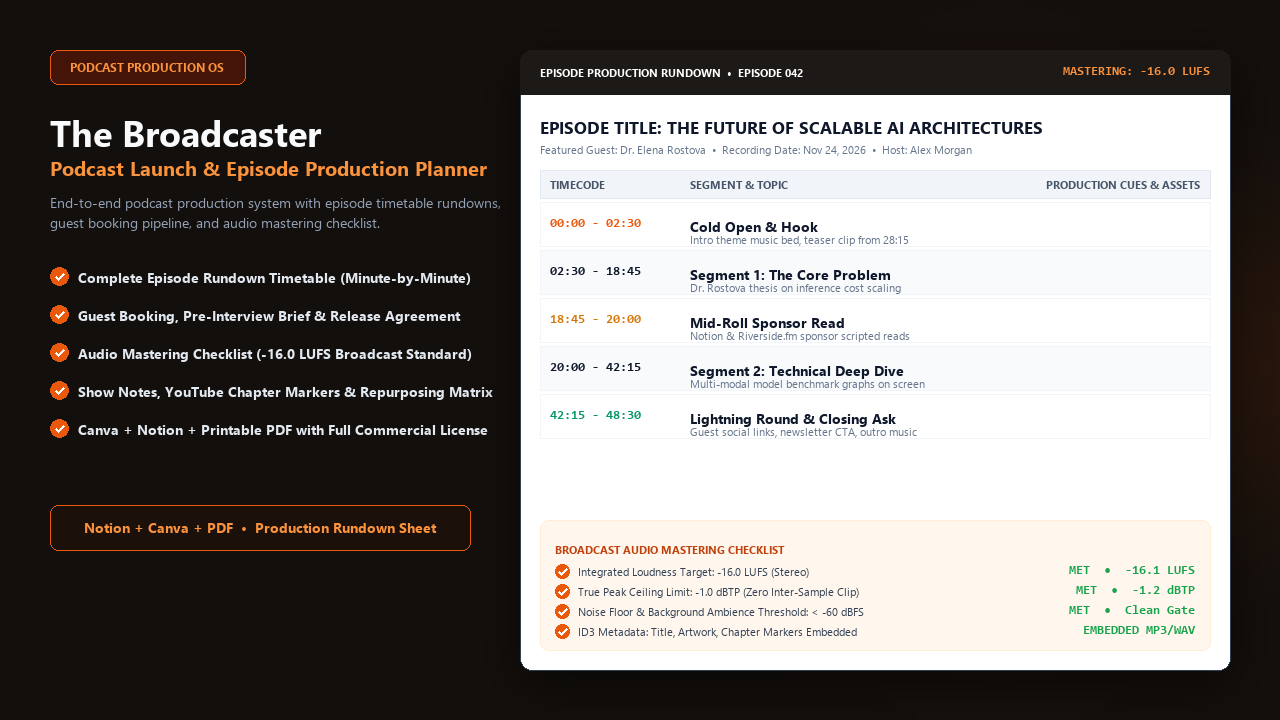 PODCAST PRODUCTION OS
The Broadcaster
Podcast Launch & Episode Production Planner
End-to-end podcast production system with episode timetable rundowns,
guest booking pipeline, and audio mastering checklist.
Complete Episode Rundown Timetable (Minute-by-Minute)
Guest Booking, Pre-Interview Brief & Release Agreement
Audio Mastering Checklist (-16.0 LUFS Broadcast Standard)
Show Notes, YouTube Chapter Markers & Repurposing Matrix
Canva + Notion + Printable PDF with Full Commercial License
Notion + Canva + PDF • Production Rundown Sheet
EPISODE PRODUCTION RUNDOWN • EPISODE 042
MASTERING: -16.0 LUFS
EPISODE TITLE: THE FUTURE OF SCALABLE AI ARCHITECTURES
Featured Guest: Dr. Elena Rostova • Recording Date: Nov 24, 2026 • Host: Alex Morgan
TIMECODE SEGMENT & TOPIC PRODUCTION CUES & ASSETS
00:00 - 02:30 Cold Open & Hook
Intro theme music bed, teaser clip from 28:15
02:30 - 18:45 Segment 1: The Core Problem
Dr. Rostova thesis on inference cost scaling
18:45 - 20:00 Mid-Roll Sponsor Read
Notion & Riverside.fm sponsor scripted reads
20:00 - 42:15 Segment 2: Technical Deep Dive
Multi-modal model benchmark graphs on screen
42:15 - 48:30 Lightning Round & Closing Ask
Guest social links, newsletter CTA, outro music
BROADCAST AUDIO MASTERING CHECKLIST
Integrated Loudness Target: -16.0 LUFS (Stereo) MET • -16.1 LUFS
True Peak Ceiling Limit: -1.0 dBTP (Zero Inter-Sample Clip) MET • -1.2 dBTP
Noise Floor & Background Ambience Threshold: < -60 dBFS MET • Clean Gate
ID3 Metadata: Title, Artwork, Chapter Markers Embedded EMBEDDED MP3/WAV